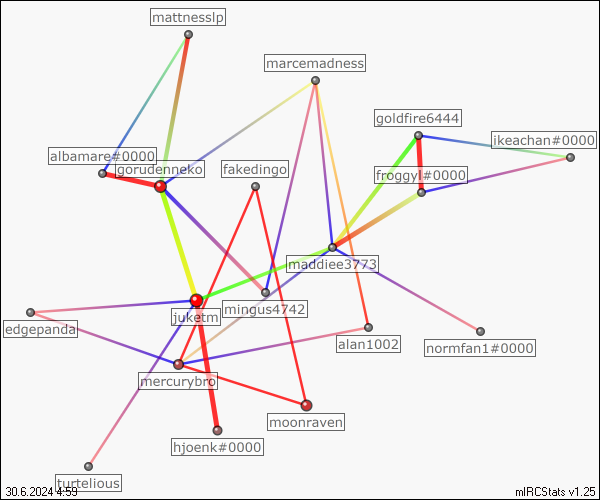 mattnesslp
marcemadness
goldfire6444
ikeachan#0000
albamare#0000
gorudenneko
fakedingo
froggyl#0000
maddiee3773
mingus4742
juketm
edgepanda
alan1002
normfan1#0000
mercurybro
moonraven
hjoenk#0000
turtelious
30.6.2024 4:59
mIRCStats v1.25